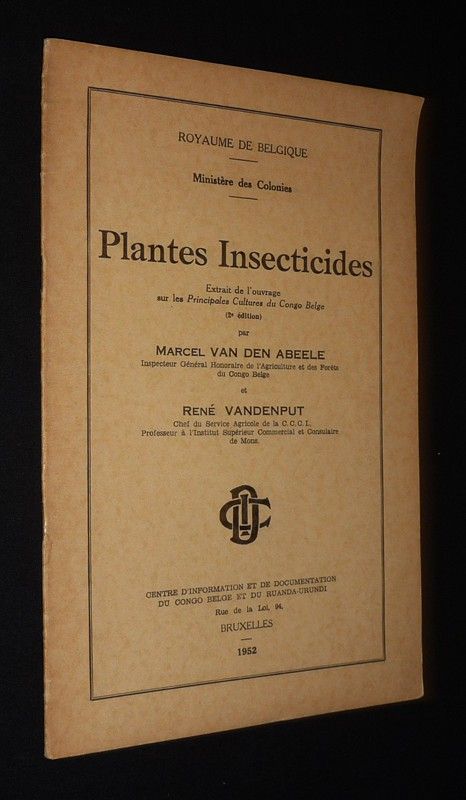 ROYAUME DE BELGIQUE
Ministère des Colonies
Plantes Insecticides
Extrait de l'ouvrage
sur les Principales Cultures du Congo Belge
(2e édition)
par
MARCEL VAN DEN ABEELE
Inspecteur Général Honoraire de l'Agriculture et des Forêts
du Congo Belge
et
RENÉ VANDENPUT
Chef du Service Agricole de la C.C.C.I.
Professeur à l'Institut Supérieur Commercial et Consulaire
de Mons.
CENTRE D'INFORMATION ET DE DOCUMENTATION
DU CONGO BELGE ET DU RUANDA-URUNDI
Rue de la Loi, 94,
BRUXELLES
1952